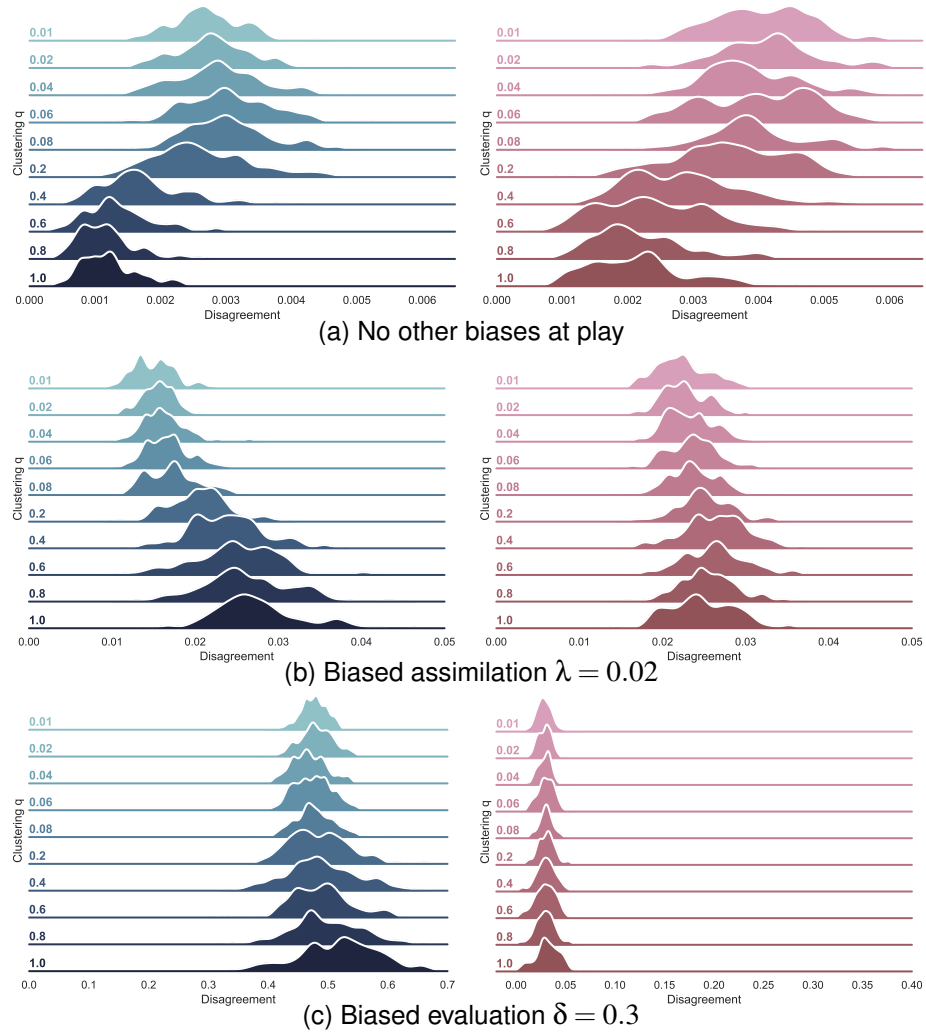 0.01
0.02
0.04
0.06
0.08
0.2
0.4
0.6
0.8
1.0
Clustering q
0.000 0.001 0.002 0.003 0.004 0.005 0.006
Disagreement
0.01
0.02
0.04
0.06
0.08
0.2
0.4
0.6
0.8
1.0
Clustering q
0.000 0.001 0.002 0.003 0.004 0.005 0.006
Disagreement
(a) No other biases at play
0.01
0.02
0.04
0.06
0.08
0.2
0.4
0.6
0.8
1.0
Clustering q
0.00 0.01 0.02 0.03 0.04 0.05
Disagreement
0.01
0.02
0.04
0.06
0.08
0.2
0.4
0.6
0.8
1.0
Clustering q
0.00 0.01 0.02 0.03 0.04 0.05
Disagreement
(b) Biased assimilation λ = 0.02
0.01
0.02
0.04
0.06
0.08
0.2
0.4
0.6
0.8
1.0
Clustering q
0.0 0.1 0.2 0.3 0.4 0.5 0.6 0.7
Disagreement
0.01
0.02
0.04
0.06
0.08
0.2
0.4
0.6
0.8
1.0
Clustering q
0.00 0.05 0.10 0.15 0.20 0.25 0.30 0.35 0.40
Disagreement
(c) Biased evaluation δ = 0.3